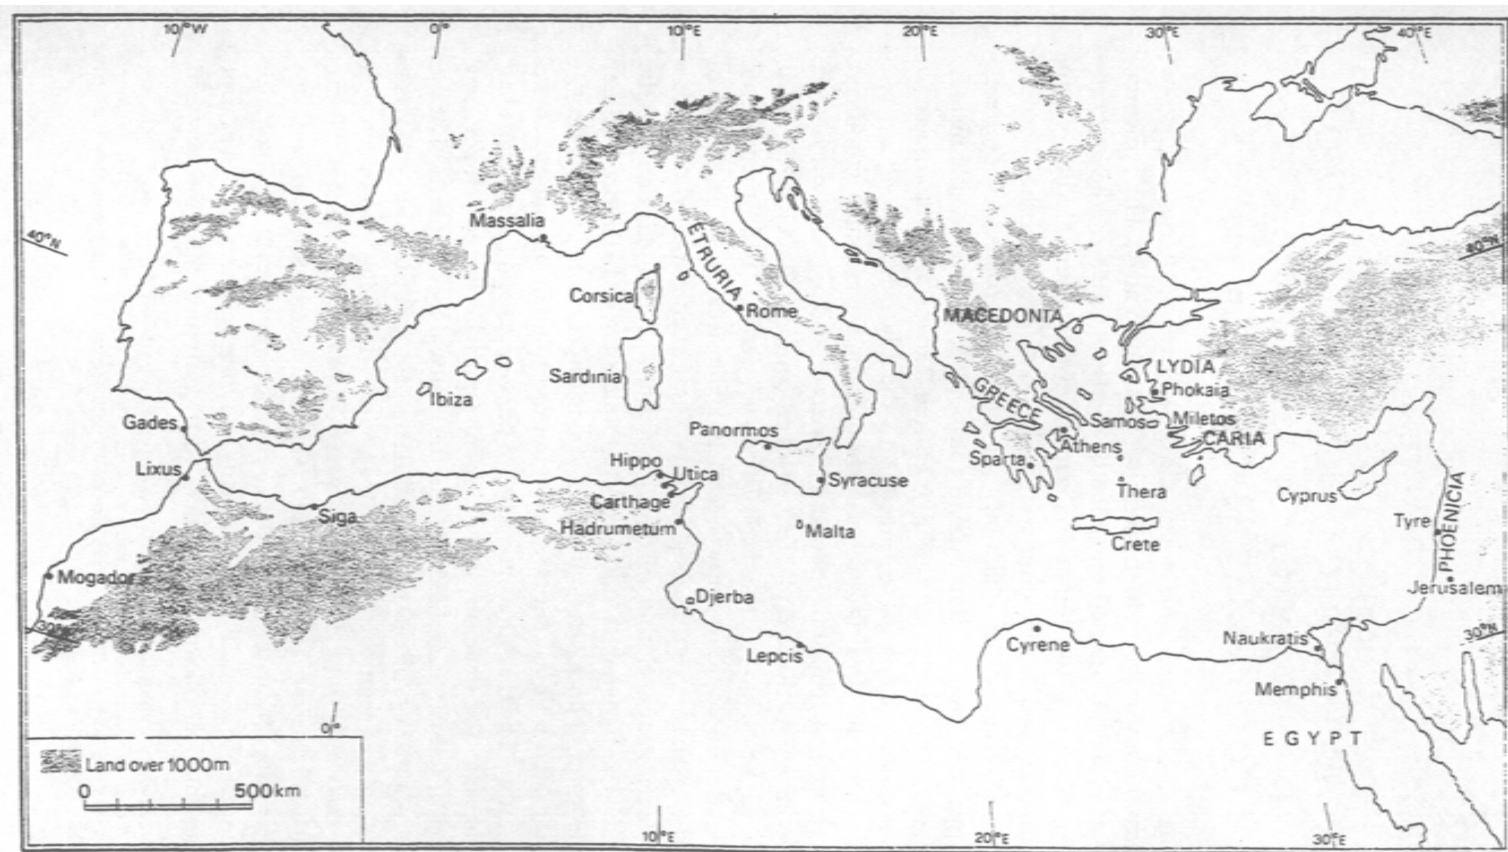 10°W
0°
10°E
20°E
30°E
40°E
40°N
40°N
Massalia
ETRURIA
Corsica
Rome
MACEDONIA
Sardinia
Ibiza
LYDIA
Phokaia
GREECE
Samos
Miletos
CARIA
Athens
Gades
Panormos
Lixus
Hippo
Utica
Sparta
Syracuse
Carthage
Thera
Cyprus
Siga
Hadrumetum
Malta
Crete
Tyre
PHOENICIA
Mogador
Jerusalem
Djerba
30°N
30°N
Lepcis
Cyrene
Naukratis
Memphis
EGYPT
0°
Land over 1000m
0 500 km
10°E
20°E
30°E